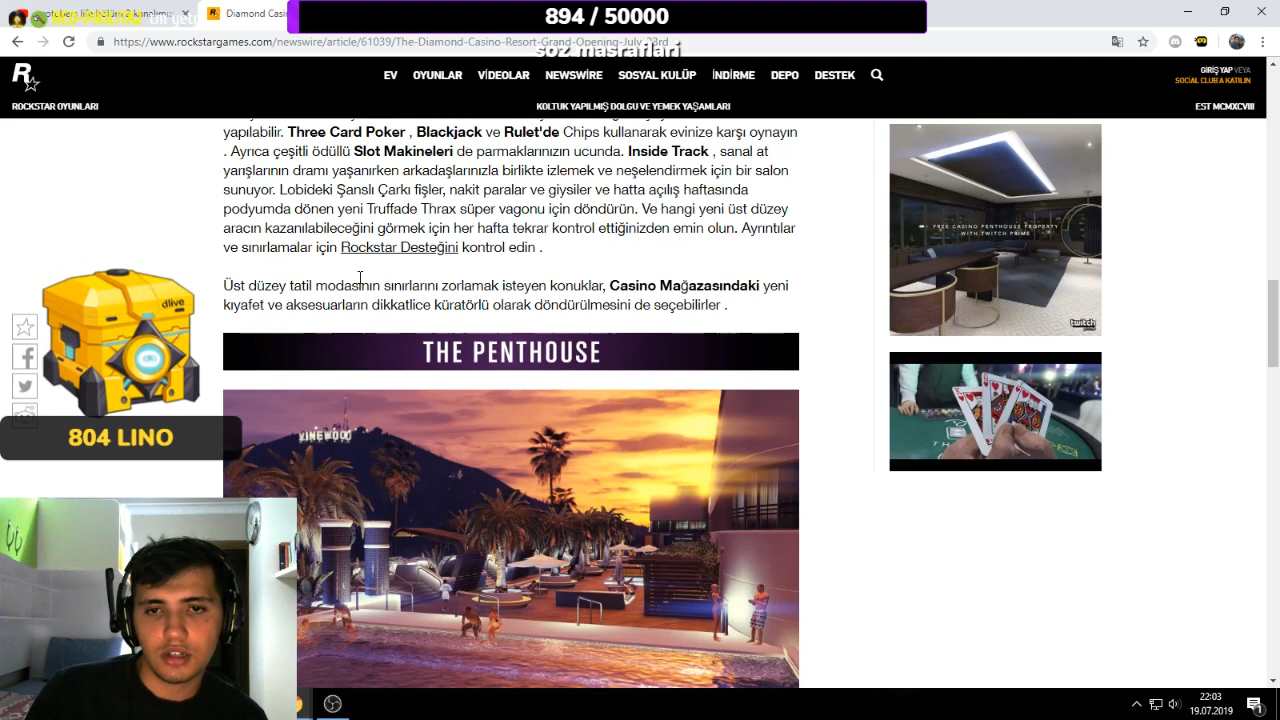 894 / 50000
Diamond Casi
https://www.rockstargames.com/newswire/article/61039/The-Diamond-Casino-Resort-Grand-Opening-July-23rd
EV OYUNLAR VİDEOLAR NEWSWIRE SOSYAL KULÜP İNDİRME DEPO DESTEK
GİRİŞ YAP VEYA
SOCIAL CLUB'A KATILIN
ROCKSTAR OYUNLARI
KOLTUK YAPILMIŞ DOLGU VE YEMEK YAŞAMLARI
EST MCMXCVIII
yapılabilir. Three Card Poker , Blackjack ve Rulet'de Chips kullanarak evinize karşı oynayın
. Ayrıca çeşitli ödüllü Slot Makineleri de parmaklarınızın ucunda. Inside Track , sanal at
yarışlarının dramı yaşanırken arkadaşlarınızla birlikte izlemek ve neşelendirmek için bir salon
sunuyor. Lobideki Şanslı Çarkı fişler, nakit paralar ve giysiler ve hatta açılış haftasında
podyumda dönen yeni Truffade Thrax süper vagonu için döndürün. Ve hangi yeni üst düzey
aracın kazanılabileceğini görmek için her hafta tekrar kontrol ettiğinizden emin olun. Ayrıntılar
ve sınırlamalar için Rockstar Desteğini kontrol edin .
Üst düzey tatil modasının sınırlarını zorlamak isteyen konuklar, Casino Mağazasındaki yeni
kıyafet ve aksesuarların dikkatlice küratörlü olarak döndürülmesini de seçebilirler .
THE PENTHOUSE
VINEWOOD
FREE CASINO PENTHOUSE PROPERTY
WITH TWITCH PRIME
twitch
dlive
804 LINO
22:03
19.07.2019